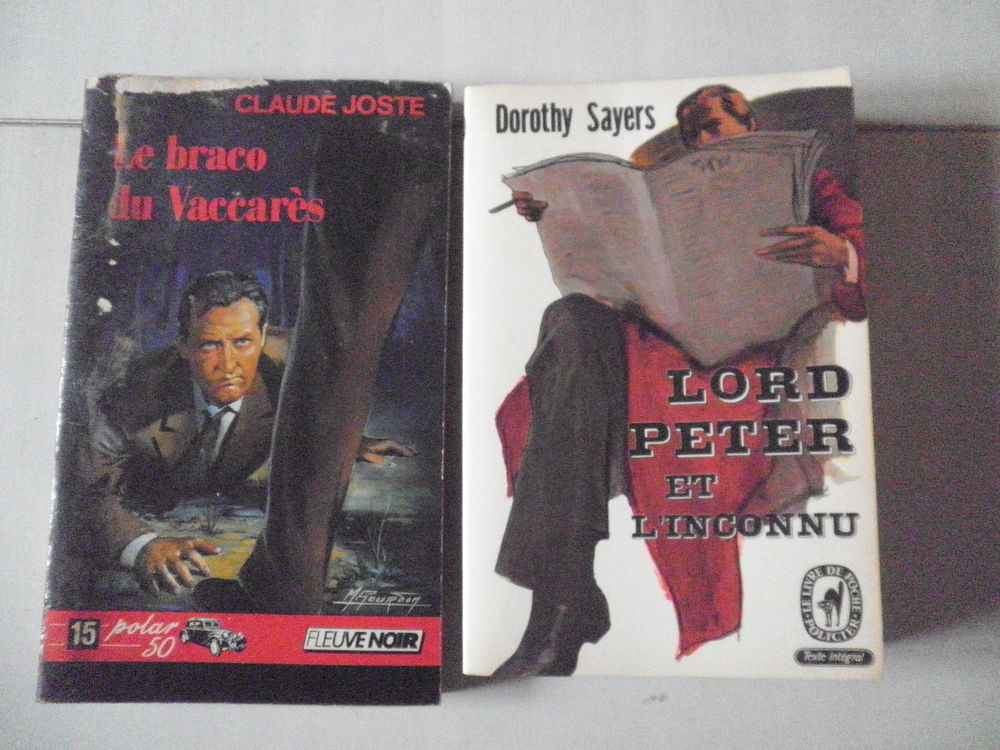 CLAUDE JOSTE
Le braco
du Vaccarès
M. Gourdon
15
polar
50
FLEUVE NOIR
Dorothy Sayers
LORD
PETER
ET
L'INCONNU
LE LIVRE DE POCHE
POLICIER
Texte intégral